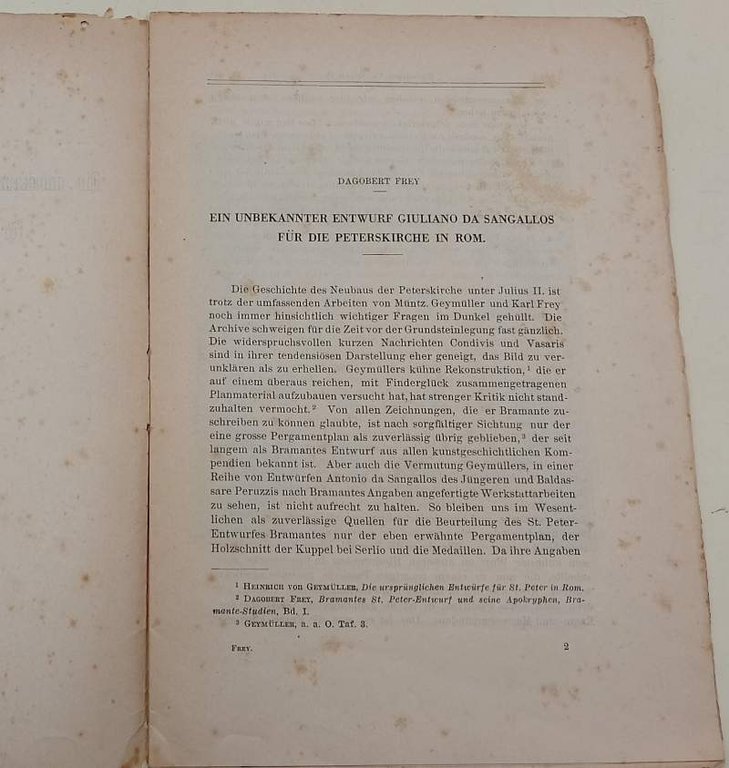 DAGOBERT FREY
EIN UNBEKANNTER ENTWURF GIULIANO DA SANGALLOS
FÜR DIE PETERSKIRCHE IN ROM.
Die Geschichte des Neubaus der Peterskirche unter Julius II. ist
trotz der umfassenden Arbeiten von Müntz. Geymüller und Karl Frey
noch immer hinsichtlich wichtiger Fragen im Dunkel gehüllt. Die
Archive schweigen für die Zeit vor der Grundsteinlegung fast gänzlich.
Die widerspruchsvollen kurzen Nachrichten Condivis und Vasaris
sind in ihrer tendensiösen Darstellung eher geneigt, das Bild zu ver-
unklären als zu erhellen. Geymüllers kühne Rekonstruktion,¹ die er
auf einem überaus reichen, mit Finderglück zusammengetragenen
Planmaterial aufzubauen versucht hat, hat strenger Kritik nicht stand-
zuhalten vermocht.² Von allen Zeichnungen, die er Bramante zu-
schreiben zu können glaubte, ist nach sorgfältiger Sichtung nur der
eine grosse Pergamentplan als zuverlässig übrig geblieben,³ der seit
langem als Bramantes Entwurf aus allen kunstgeschichtlichen Kom-
pendien bekannt ist. Aber auch die Vermutung Geymüllers, in einer
Reihe von Entwürfen Antonio da Sangallos des Jüngeren und Baldas-
sare Peruzzis nach Bramantes Angaben angefertigte Werkstattarbeiten
zu sehen, ist nicht aufrecht zu halten. So bleiben uns im Wesent-
lichen als zuverlässige Quellen für die Beurteilung des St. Peter-
Entwurfes Bramantes nur der eben erwähnte Pergamentplan, der
Holzschnitt der Kuppel bei Serlio und die Medaillen. Da ihre Angaben
¹ HEINRICH VON GEYMÜLLER, Die ursprünglichen Entwürfe für St. Peter in Rom.
² DAGOBERT FREY, Bramantes St. Peter-Entwurf und seine Apokryphen, Bra-
mante-Studien, Bd. I.
³ GEYMÜLLER, a. a. O. Taf. 3.
FREY. 2